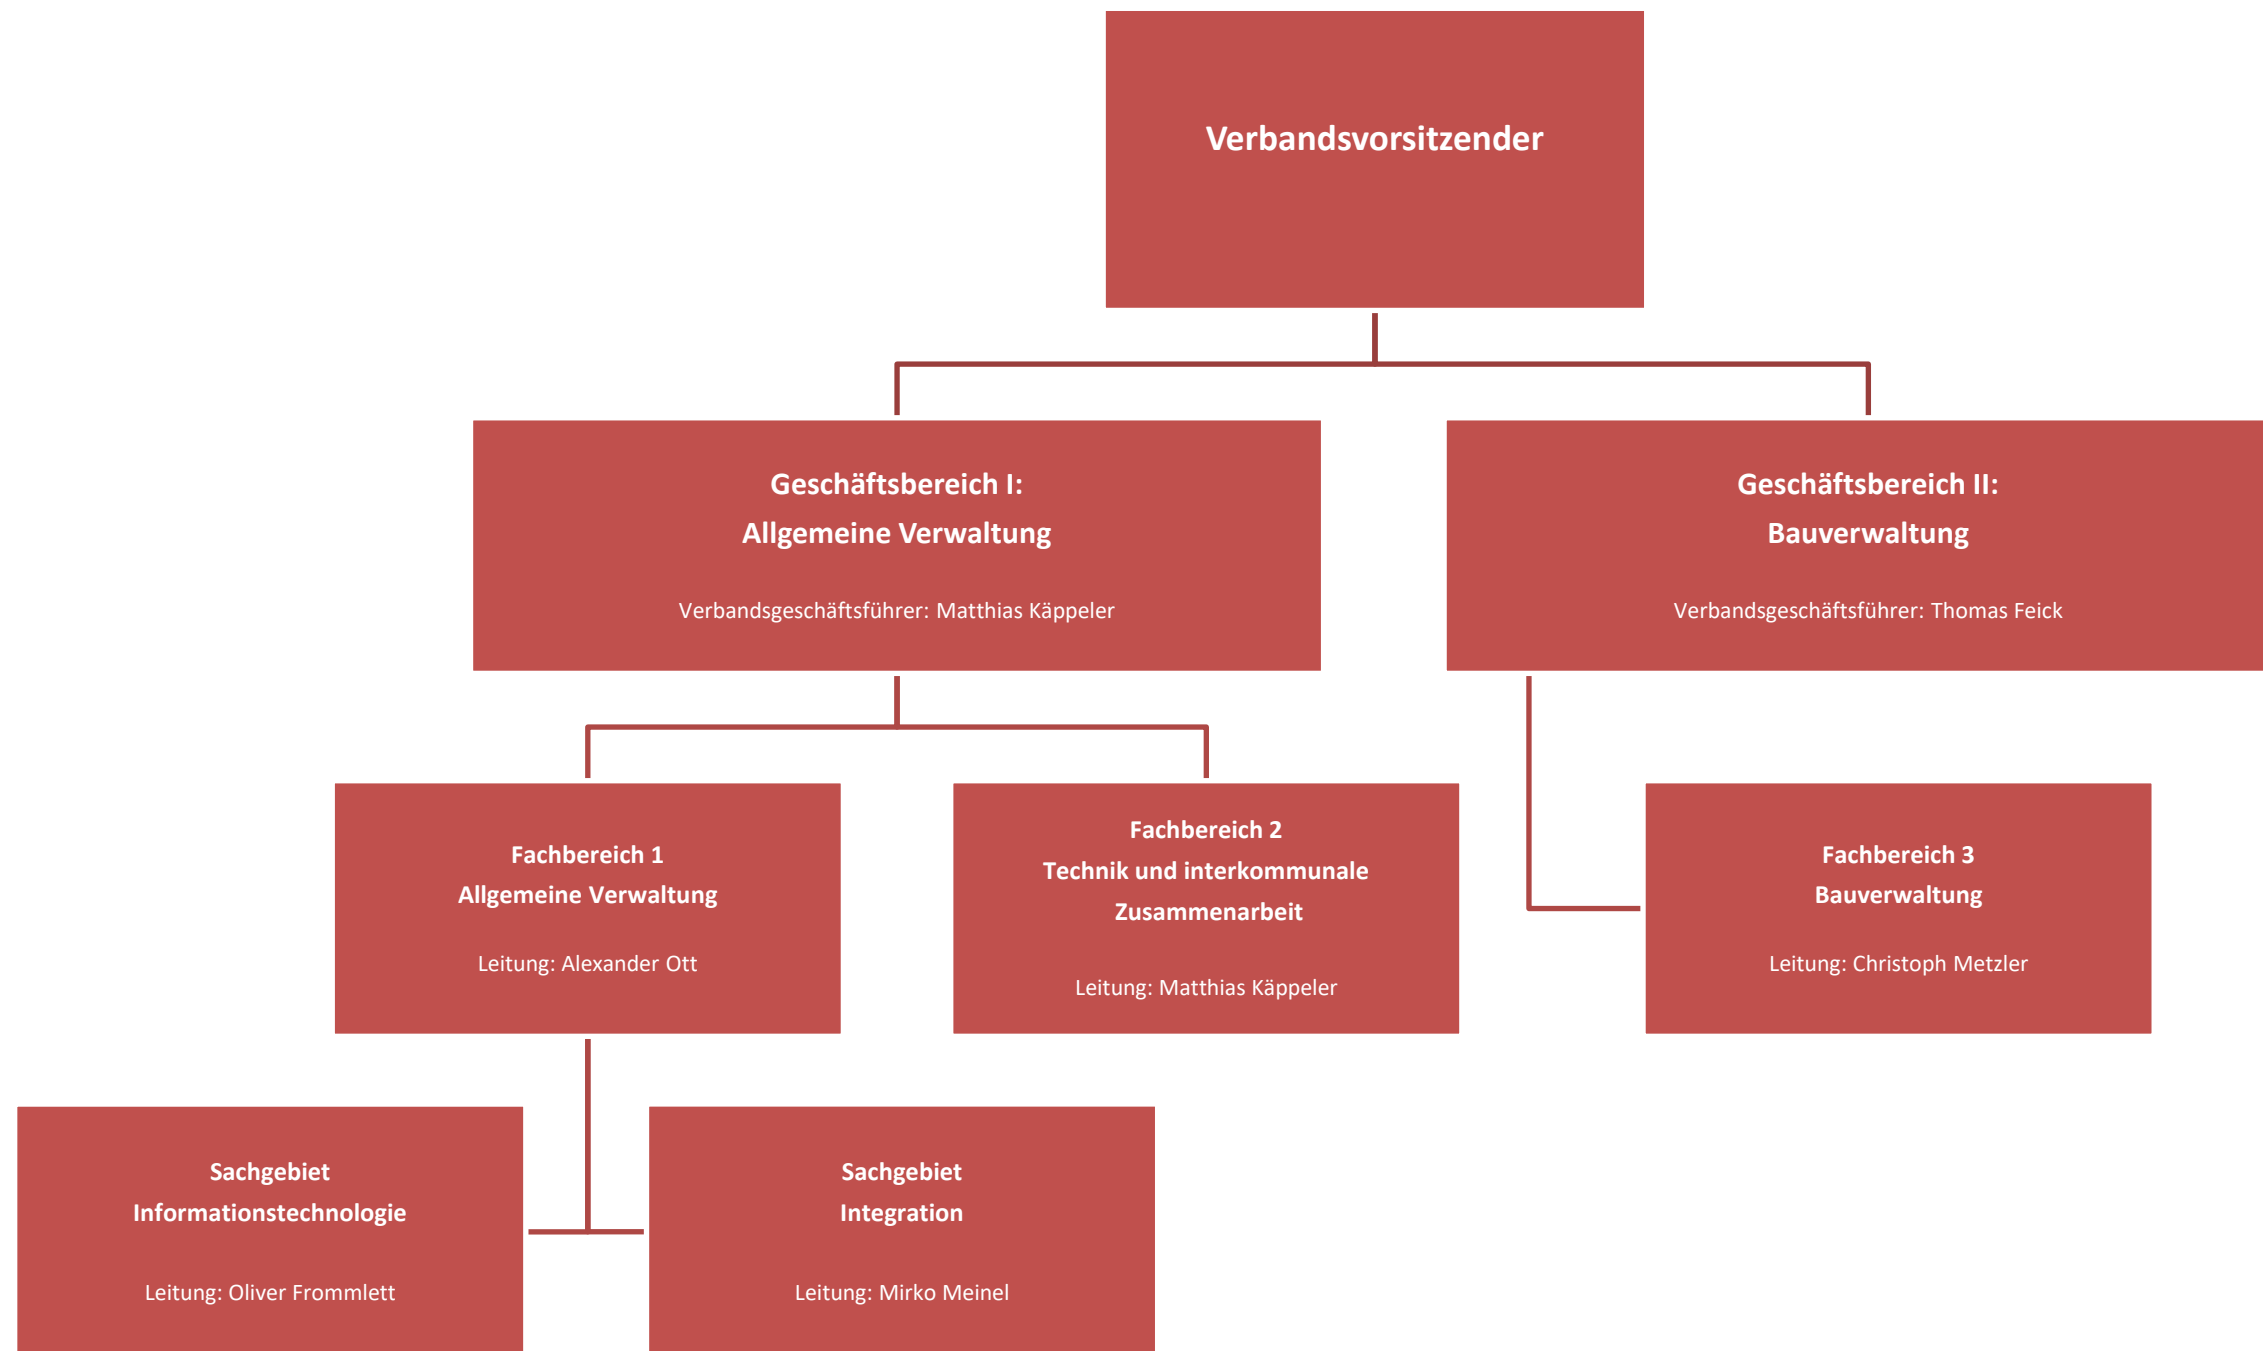 Verbandsvorsitzender
Geschäftsbereich I:
Allgemeine Verwaltung
Verbandsgeschäftsführer: Matthias Käppeler
Geschäftsbereich II:
Bauverwaltung
Verbandsgeschäftsführer: Thomas Feick
Fachbereich 1
Allgemeine Verwaltung
Leitung: Alexander Ott
Fachbereich 2
Technik und interkommunale
Zusammenarbeit
Leitung: Matthias Käppeler
Fachbereich 3
Bauverwaltung
Leitung: Christoph Metzler
Sachgebiet
Informationstechnologie
Leitung: Oliver Frommlett
Sachgebiet
Integration
Leitung: Mirko Meinel